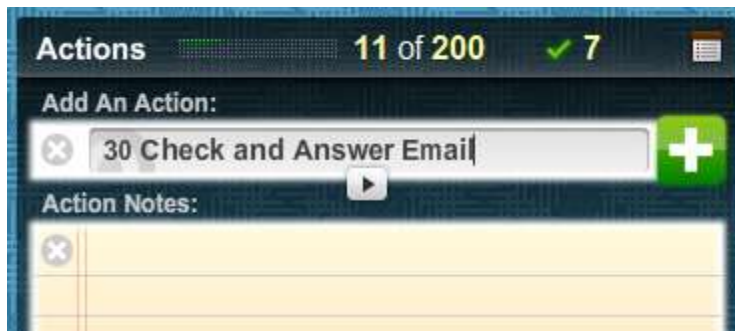 Actions 11 of 200 7
Add An Action:
30 Check and Answer Email
Action Notes: